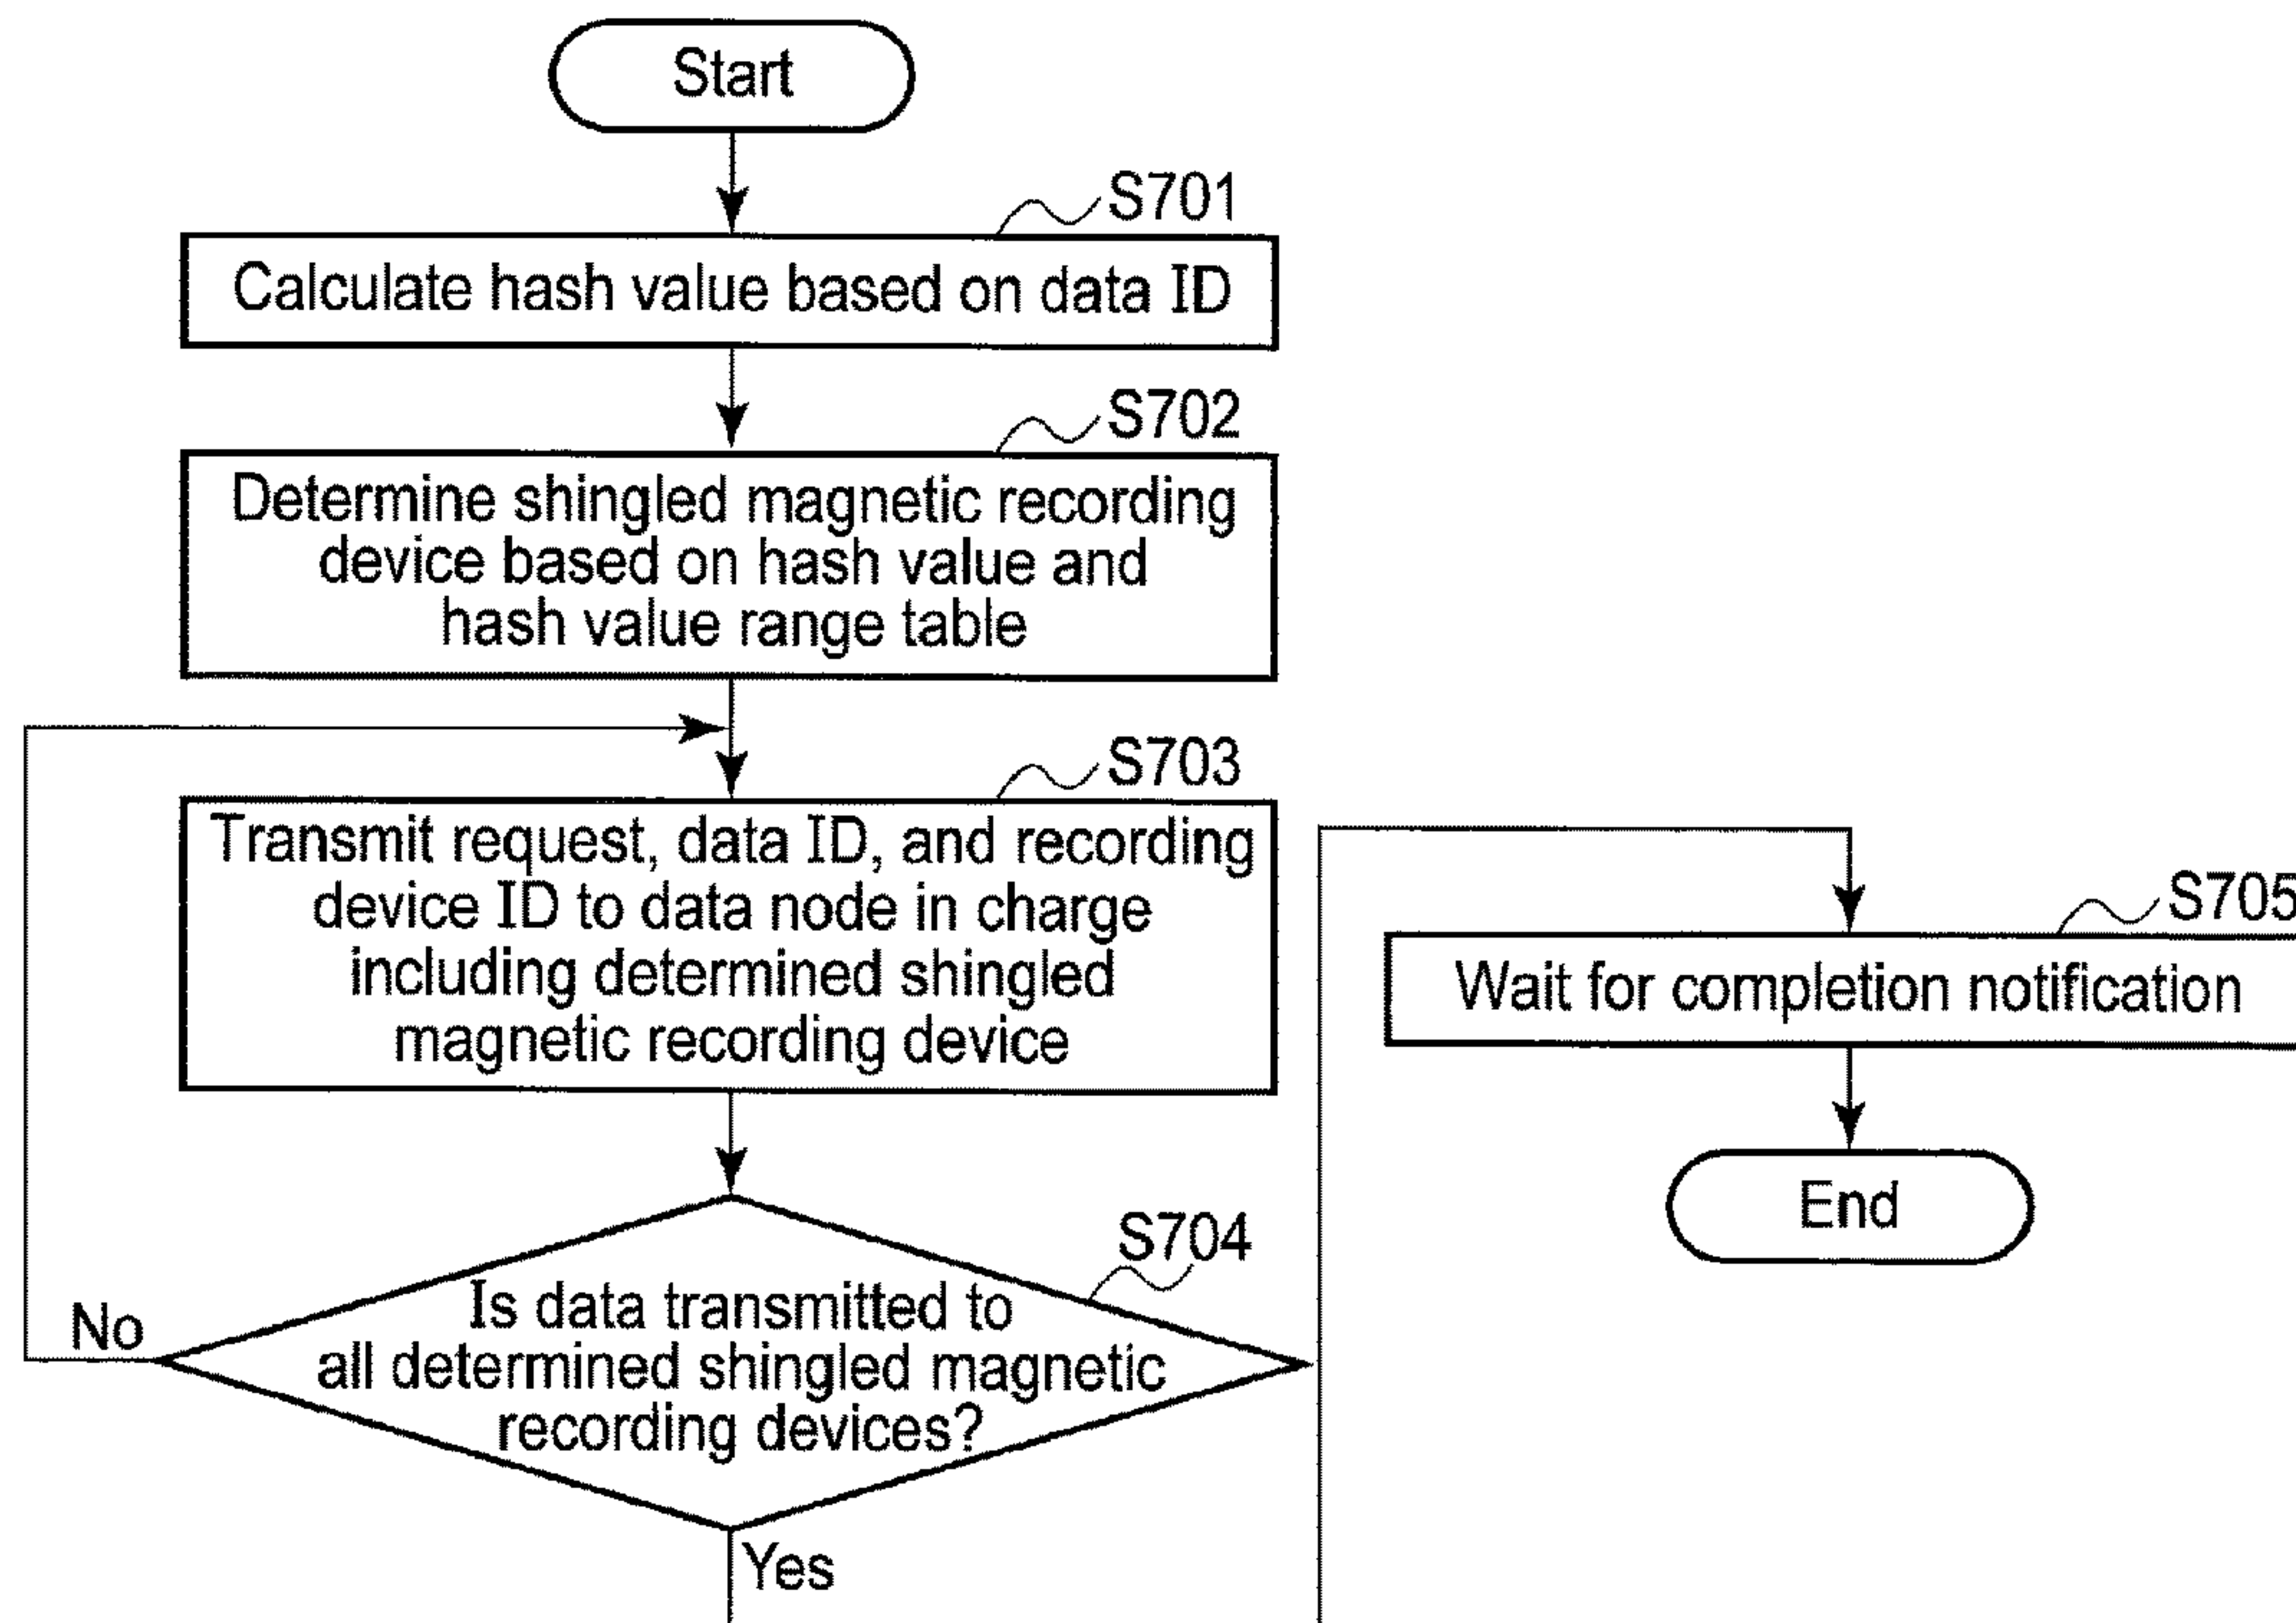 Start
S701
Calculate hash value based on data ID
S702
Determine shingled magnetic recording
device based on hash value and
hash value range table
S703
Transmit request, data ID, and recording
device ID to data node in charge
including determined shingled
magnetic recording device
S704
Is data transmitted to
all determined shingled magnetic
recording devices?
No
Yes
S705
Wait for completion notification
End